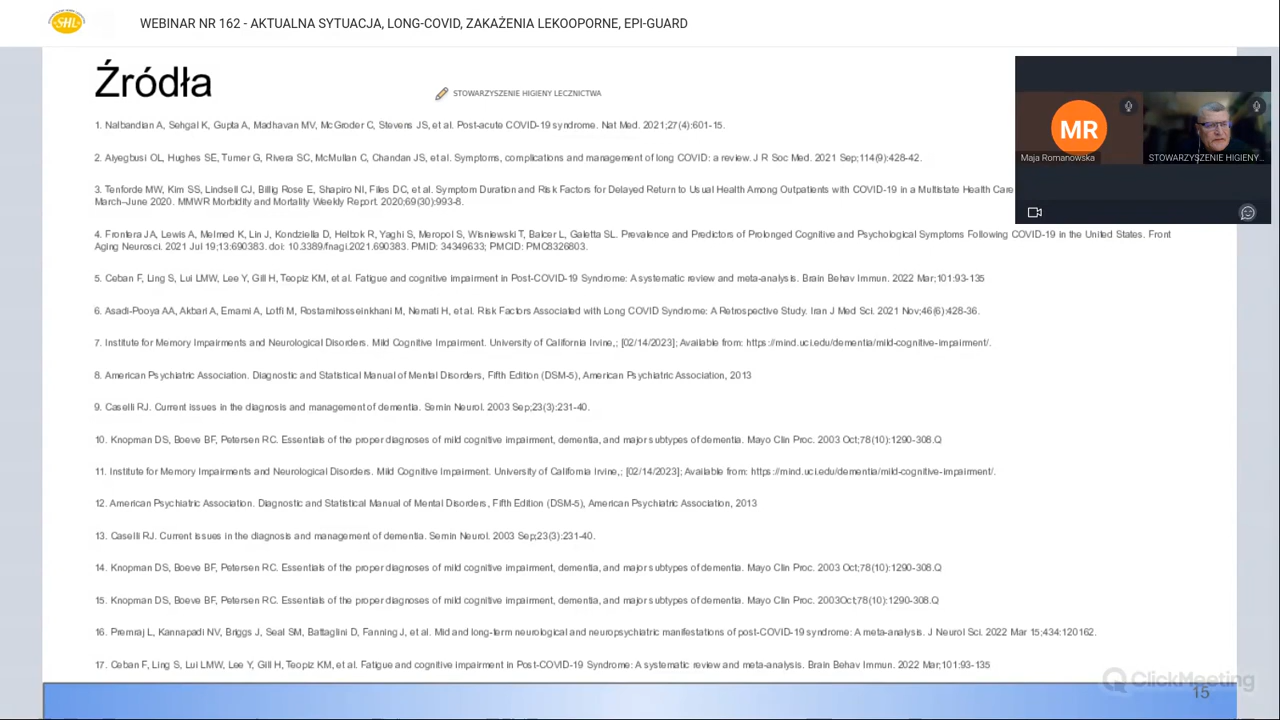 SHL
WEBINAR NR 162 - AKTUALNA SYTUACJA, LONG-COVID, ZAKAŻENIA LEKOOPORNE, EPI-GUARD
Źródła
STOWARZYSZENIE HIGIENY LECZNICTWA
MR
Maja Romanowska
STOWARZYSZENIE HIGIENY...
1. Nalbandian A, Sehgal K, Gupta A, Madhavan MV, McGroder C, Stevens JS, et al. Post-acute COVID-19 syndrome. Nat Med. 2021;27(4):601-15.
2. Aiyegbusi OL, Hughes SE, Turner G, Rivera SC, McMullan C, Chandan JS, et al. Symptoms, complications and management of long COVID: a review. J R Soc Med. 2021 Sep;114(9):428-42.
3. Tenforde MW, Kim SS, Lindsell CJ, Billig Rose E, Shapiro NI, Files DC, et al. Symptom Duration and Risk Factors for Delayed Return to Usual Health Among Outpatients with COVID-19 in a Multistate Health Care
March–June 2020. MMWR Morbidity and Mortality Weekly Report. 2020;69(30):993-8.
4. Frontera JA, Lewis A, Melmed K, Lin J, Kondziella D, Helbok R, Yaghi S, Meropol S, Wisniewski T, Balcer L, Galetta SL. Prevalence and Predictors of Prolonged Cognitive and Psychological Symptoms Following COVID-19 in the United States. Front
Aging Neurosci. 2021 Jul 19;13:690383. doi: 10.3389/fnagi.2021.690383. PMID: 34349633; PMCID: PMC8326803.
5. Ceban F, Ling S, Lui LMW, Lee Y, Gill H, Teopiz KM, et al. Fatigue and cognitive impairment in Post-COVID-19 Syndrome: A systematic review and meta-analysis. Brain Behav Immun. 2022 Mar;101:93-135
6. Asadi-Pooya AA, Akbari A, Emami A, Lotfi M, Rostamihosseinkhani M, Nemati H, et al. Risk Factors Associated with Long COVID Syndrome: A Retrospective Study. Iran J Med Sci. 2021 Nov;46(6):428-36.
7. Institute for Memory Impairments and Neurological Disorders. Mild Cognitive Impairment. University of California Irvine,; [02/14/2023]; Available from: https://mind.uci.edu/dementia/mild-cognitive-impairment/.
8. American Psychiatric Association. Diagnostic and Statistical Manual of Mental Disorders, Fifth Edition (DSM-5), American Psychiatric Association, 2013
9. Caselli RJ. Current issues in the diagnosis and management of dementia. Semin Neurol. 2003 Sep;23(3):231-40.
10. Knopman DS, Boeve BF, Petersen RC. Essentials of the proper diagnoses of mild cognitive impairment, dementia, and major subtypes of dementia. Mayo Clin Proc. 2003 Oct;78(10):1290-308.Q
11. Institute for Memory Impairments and Neurological Disorders. Mild Cognitive Impairment. University of California Irvine,; [02/14/2023]; Available from: https://mind.uci.edu/dementia/mild-cognitive-impairment/.
12. American Psychiatric Association. Diagnostic and Statistical Manual of Mental Disorders, Fifth Edition (DSM-5), American Psychiatric Association, 2013
13. Caselli RJ. Current issues in the diagnosis and management of dementia. Semin Neurol. 2003 Sep;23(3):231-40.
14. Knopman DS, Boeve BF, Petersen RC. Essentials of the proper diagnoses of mild cognitive impairment, dementia, and major subtypes of dementia. Mayo Clin Proc. 2003 Oct;78(10):1290-308.Q
15. Knopman DS, Boeve BF, Petersen RC. Essentials of the proper diagnoses of mild cognitive impairment, dementia, and major subtypes of dementia. Mayo Clin Proc. 2003Oct;78(10):1290-308.Q
16. Premraj L, Kannapadi NV, Briggs J, Seal SM, Battaglini D, Fanning J, et al. Mid and long-term neurological and neuropsychiatric manifestations of post-COVID-19 syndrome: A meta-analysis. J Neurol Sci. 2022 Mar 15;434:120162.
17. Ceban F, Ling S, Lui LMW, Lee Y, Gill H, Teopiz KM, et al. Fatigue and cognitive impairment in Post-COVID-19 Syndrome: A systematic review and meta-analysis. Brain Behav Immun. 2022 Mar;101:93-135
ClickMeeting
15